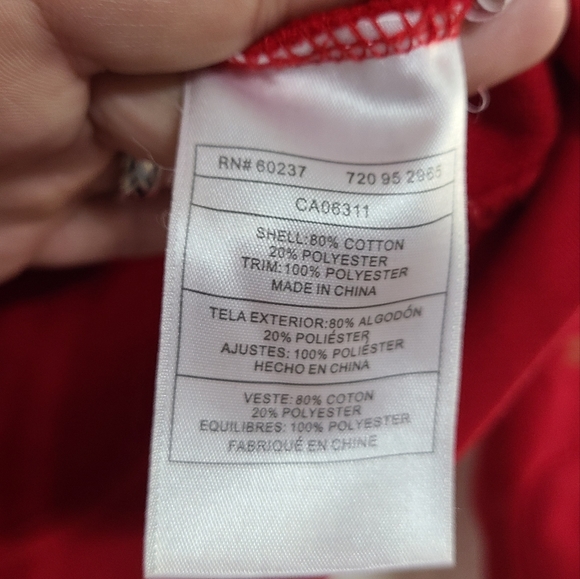 RN# 60237 720 95 2965
CA06311
SHELL:80% COTTON
20% POLYESTER
TRIM:100% POLYESTER
MADE IN CHINA
TELA EXTERIOR:80% ALGODÓN
20% POLIÉSTER
AJUSTES: 100% POLIÉSTER
HECHO EN CHINA
VESTE: 80% COTON
20% POLYESTER
EQUILIBRES: 100% POLYESTER
FABRIQUÉ EN CHINE